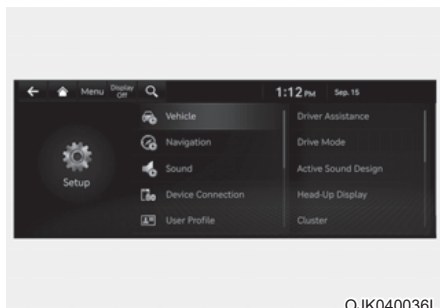 Menu Display Off 1:12 PM Sep. 15
Setup
Vehicle
Navigation
Sound
Device Connection
User Profile
Driver Assistance
Drive Mode
Active Sound Design
Head-Up Display
Cluster
OJK040036L